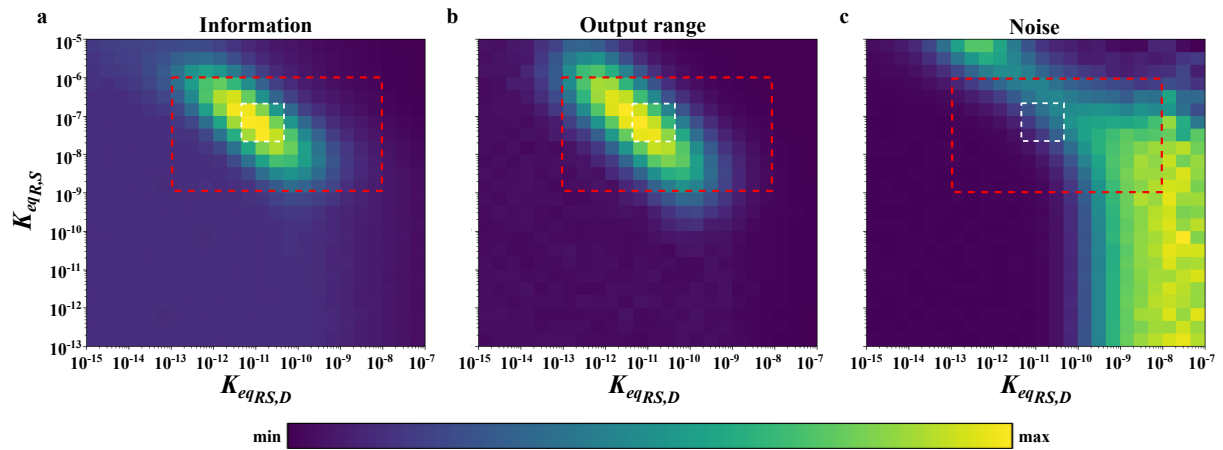 a Information b Output range c Noise
10^-5
10^-6
10^-7
10^-8
10^-9
10^-10
10^-11
10^-12
10^-13
K_eq_R,S
10^-15 10^-14 10^-13 10^-12 10^-11 10^-10 10^-9 10^-8 10^-7
10^-15 10^-14 10^-13 10^-12 10^-11 10^-10 10^-9 10^-8 10^-7
10^-15 10^-14 10^-13 10^-12 10^-11 10^-10 10^-9 10^-8 10^-7
K_eq_RS,D K_eq_RS,D K_eq_RS,D
min max